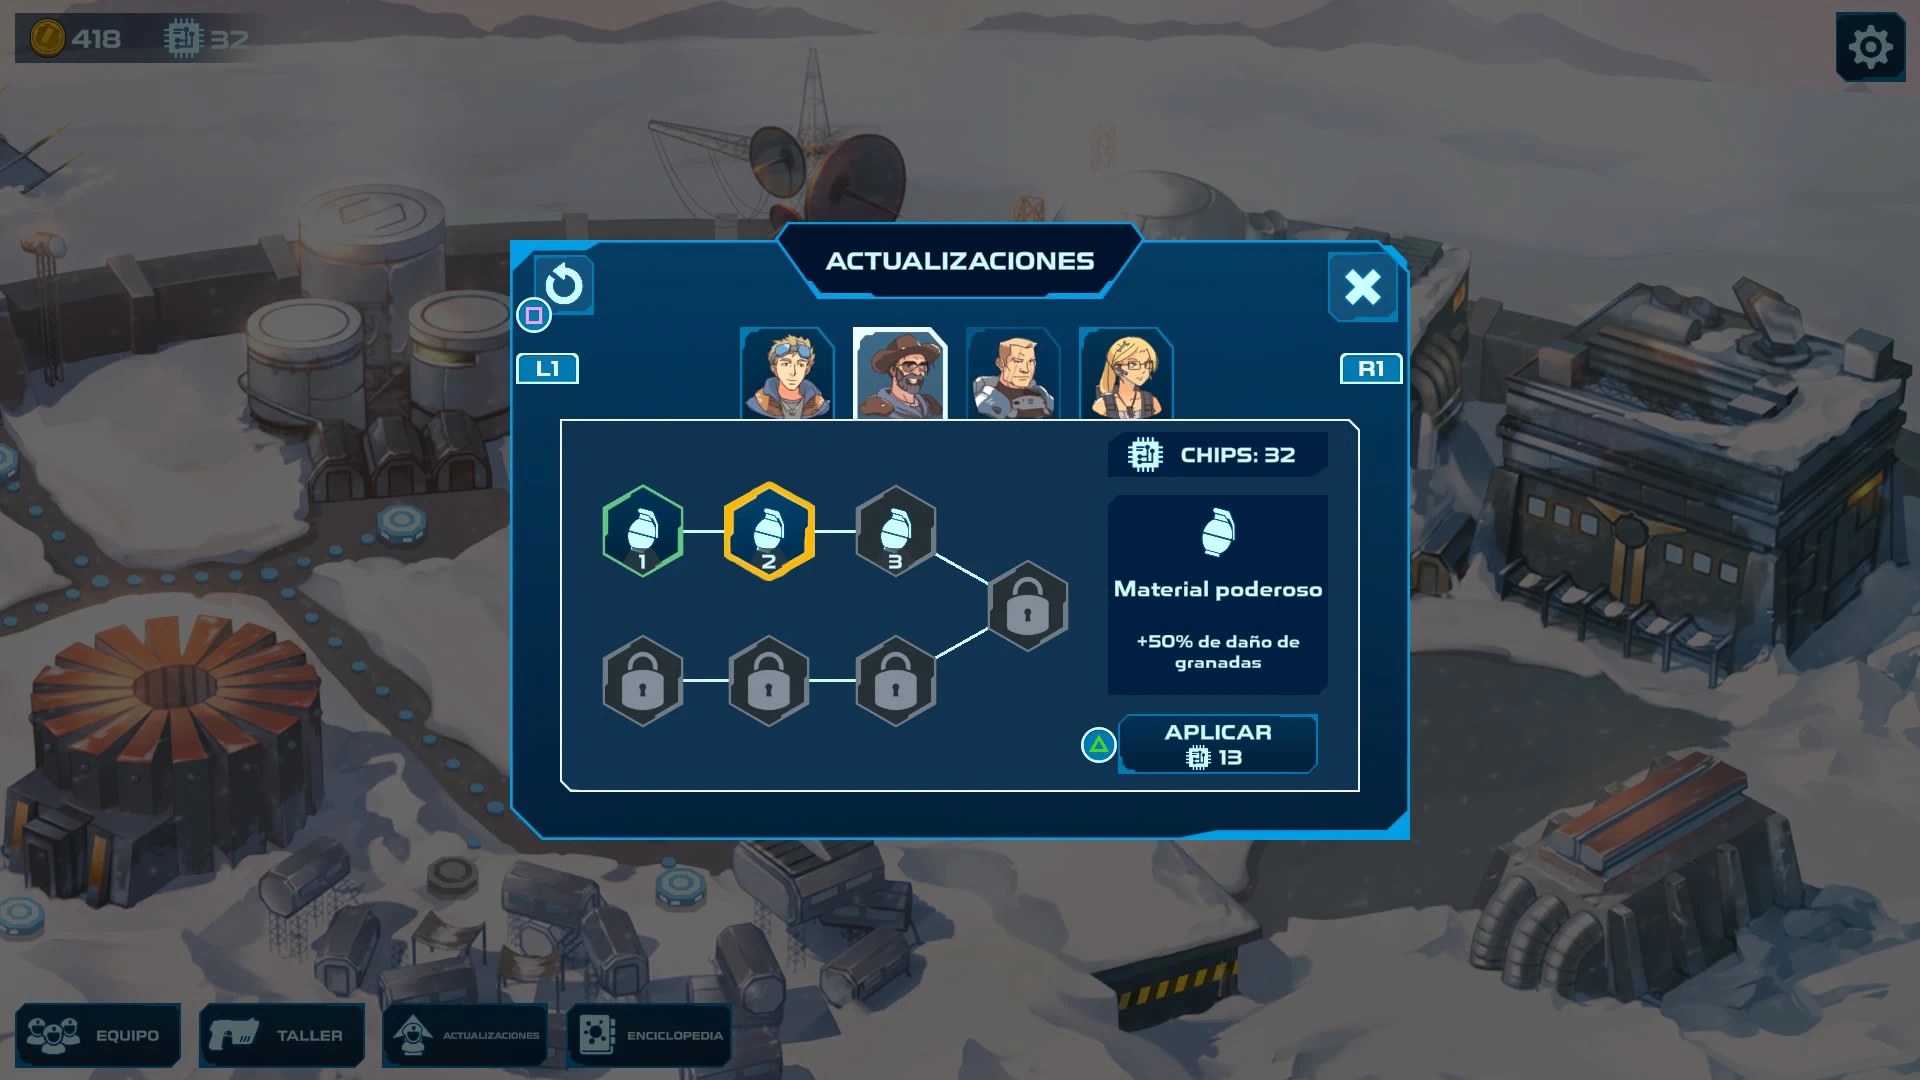 418
32
ACTUALIZACIONES
L1
R1
CHIPS: 32
1
2
3
Material poderoso
+50% de daño de
granadas
APLICAR
13
EQUIPO
TALLER
ACTUALIZACIONES
ENCICLOPEDIA